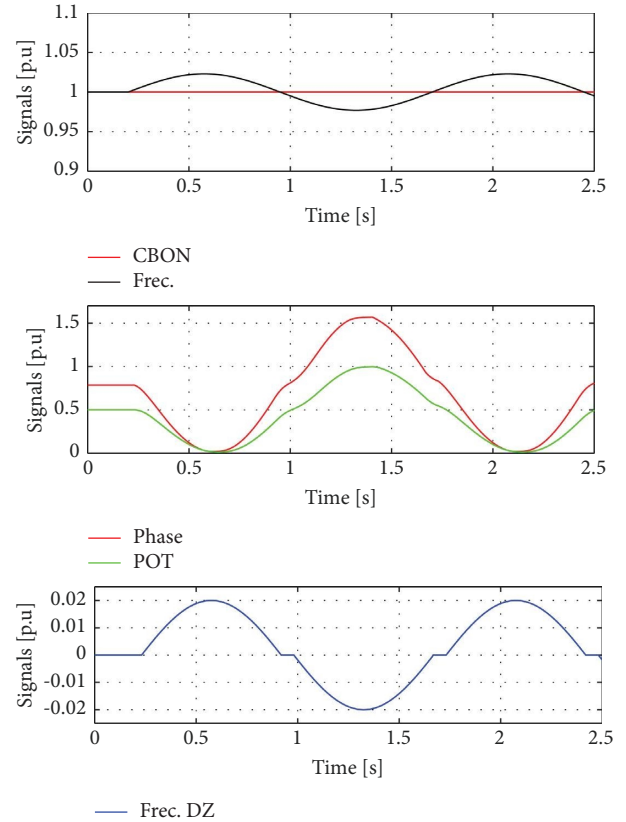 1.1
1.05
1
0.95
0.9
Signals [p.u]
0 0.5 1 1.5 2 2.5
Time [s]
CBON
Frec.
1.5
1
0.5
0
Signals [p.u]
0 0.5 1 1.5 2 2.5
Time [s]
Phase
POT
0.02
0.01
0
-0.01
-0.02
Signals [p.u]
0 0.5 1 1.5 2 2.5
Time [s]
Frec. DZ